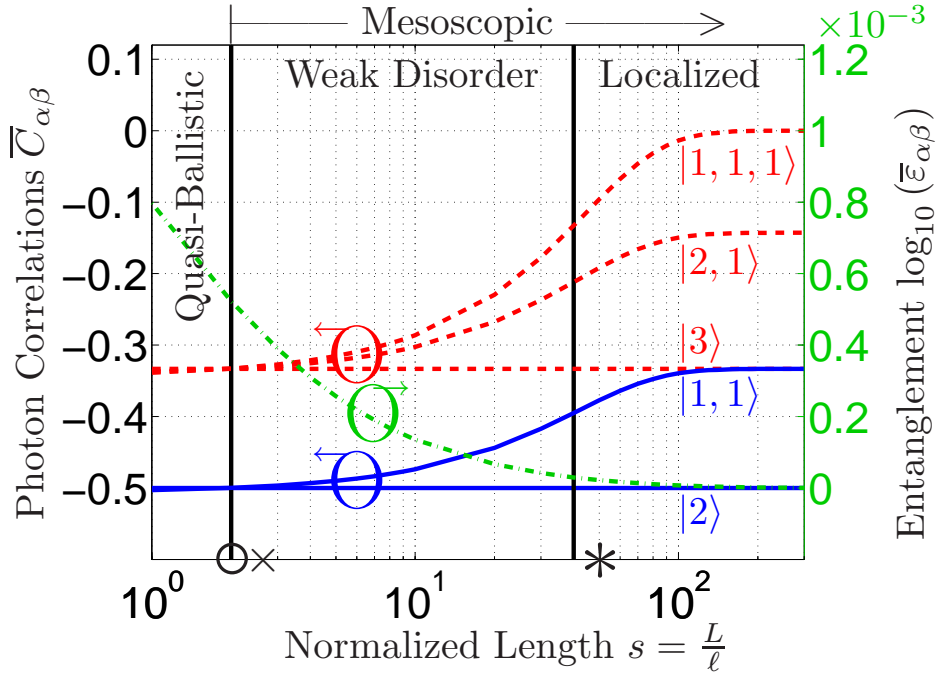 Mesoscopic
×10⁻³
Quasi-Ballistic
Weak Disorder
Localized
Photon Correlations C̅αβ
0.1
0
−0.1
−0.2
−0.3
−0.4
−0.5
1.2
1
0.8
0.6
0.4
0.2
0
Entanglement log₁₀ (ε̅αβ)
|1, 1, 1⟩
|2, 1⟩
|3⟩
|1, 1⟩
|2⟩
10⁰
10¹
10²
Normalized Length s = L/ℓ